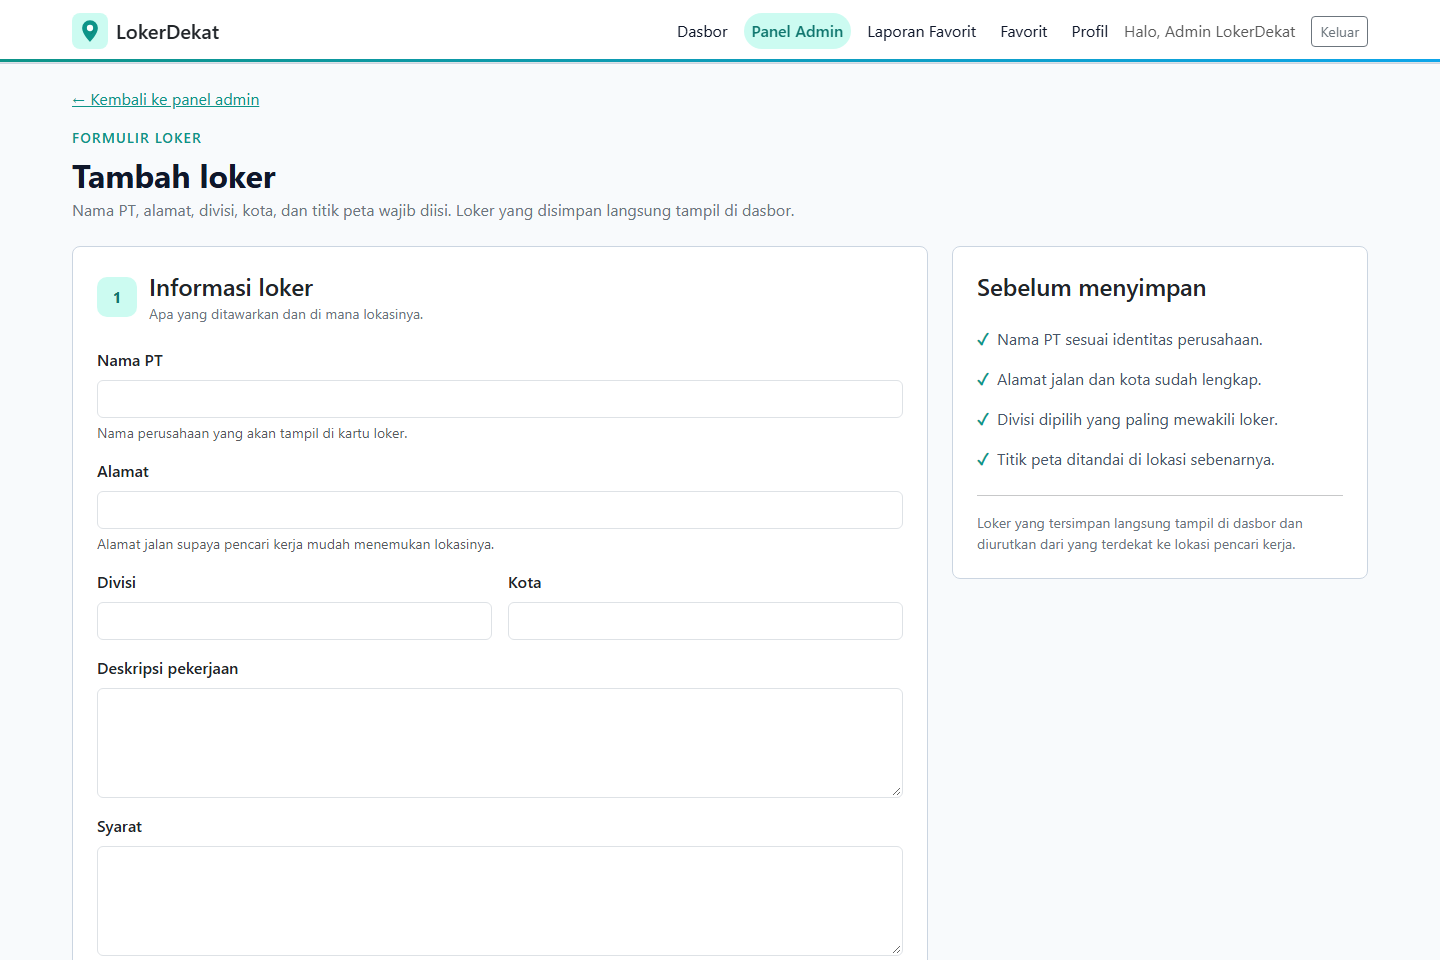 LokerDekat
Dasbor
Panel Admin
Laporan Favorit
Favorit
Profil
Halo, Admin LokerDekat
Keluar
← Kembali ke panel admin
FORMULIR LOKER
Tambah loker
Nama PT, alamat, divisi, kota, dan titik peta wajib diisi. Loker yang disimpan langsung tampil di dasbor.
1
Informasi loker
Apa yang ditawarkan dan di mana lokasinya.
Nama PT
Nama perusahaan yang akan tampil di kartu loker.
Alamat
Alamat jalan supaya pencari kerja mudah menemukan lokasinya.
Divisi
Kota
Deskripsi pekerjaan
Syarat
Sebelum menyimpan
✓ Nama PT sesuai identitas perusahaan.
✓ Alamat jalan dan kota sudah lengkap.
✓ Divisi dipilih yang paling mewakili loker.
✓ Titik peta ditandai di lokasi sebenarnya.
Loker yang tersimpan langsung tampil di dasbor dan
diurutkan dari yang terdekat ke lokasi pencari kerja.